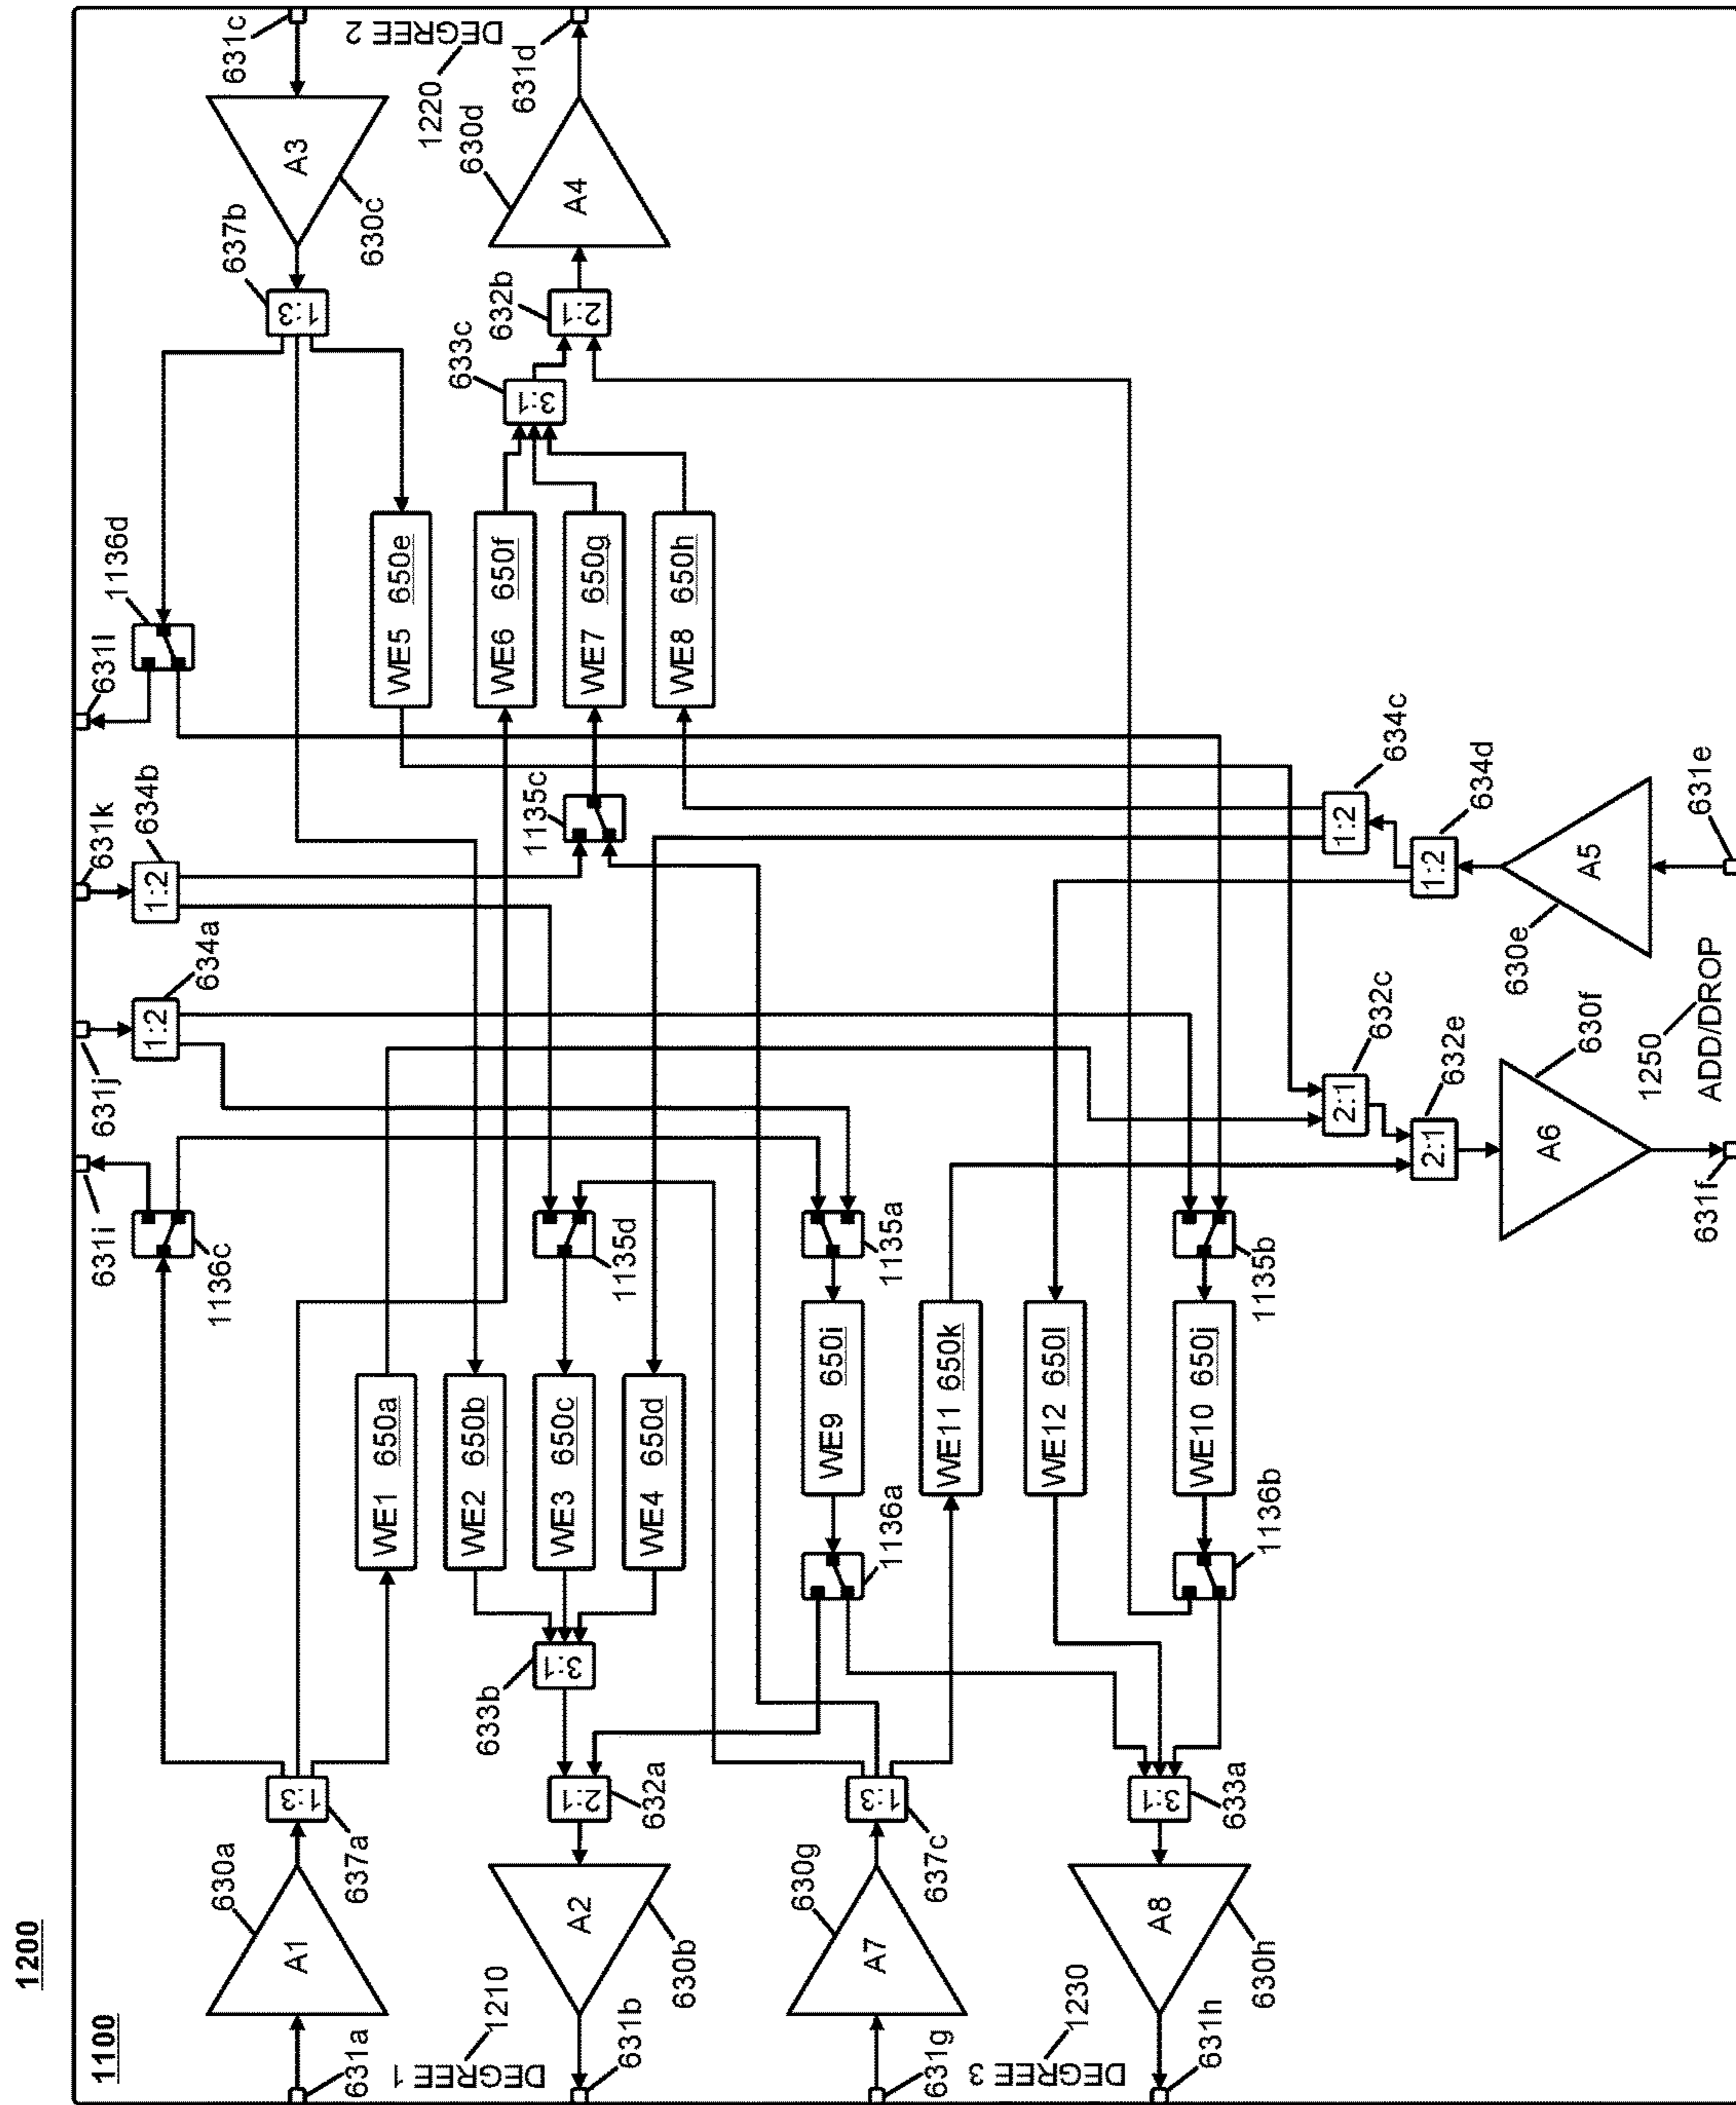 1200
1100
631i
631j
631k
631l
1136d
631c
DEGREE 2
1220
631d
634a
634b
1136c
637b
A3
630c
630d
A4
1:2
1:2
1:3
632b
2:1
633c
3:1
WE5 650e
WE6 650f
WE7 650g
WE8 650h
1135c
630a
A1
637a
1:3
631a
WE1 650a
WE2 650b
WE3 650c
WE4 650d
1135d
633b
3:1
2:1
632a
A2
630b
631b
DEGREE 1
1210
WE9 650i
1136a
1135a
630g
A7
1:3
637c
631g
WE11 650k
WE12 650l
WE10 650j
1136b
1135b
3:1
633a
A8
630h
631h
DEGREE 3
1230
634c
1:2
634d
1:2
A5
630e
631e
632c
2:1
632e
2:1
A6
630f
631f
1250
ADD/DROP